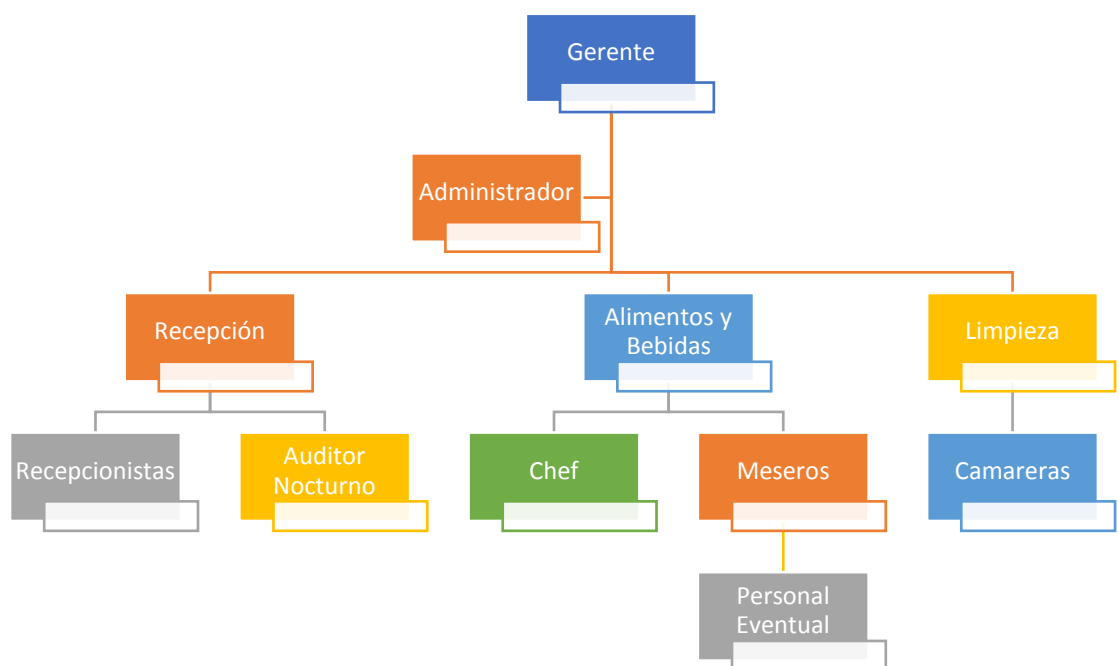 Gerente
Administrador
Recepción
Alimentos y
Bebidas
Limpieza
Recepcionistas
Auditor
Nocturno
Chef
Meseros
Camareras
Personal
Eventual